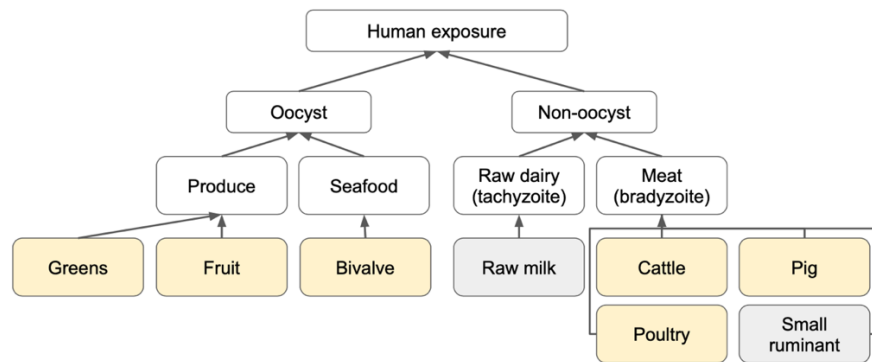 Human exposure
Oocyst
Non-oocyst
Produce
Seafood
Raw dairy
(tachyzoite)
Meat
(bradyzoite)
Greens
Fruit
Bivalve
Raw milk
Cattle
Pig
Poultry
Small
ruminant